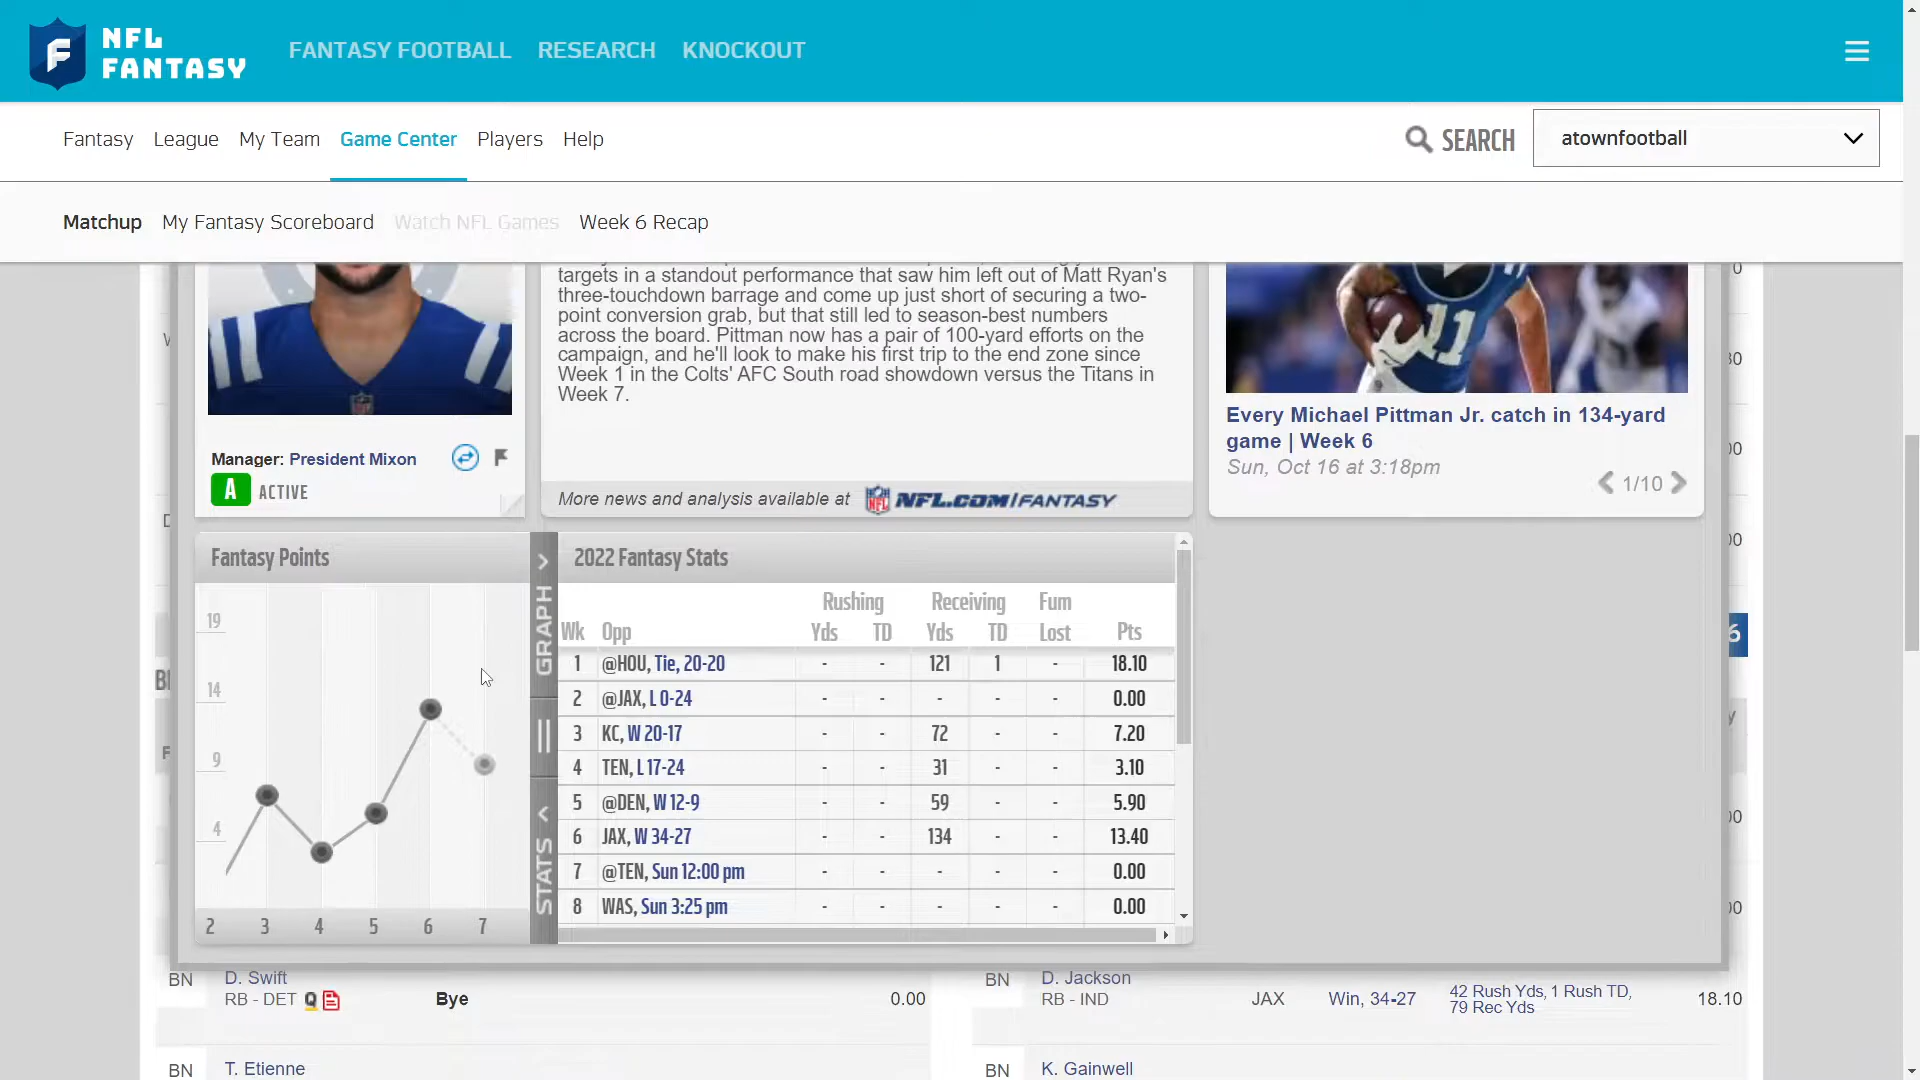 NFL
FANTASY
FANTASY FOOTBALL RESEARCH KNOCKOUT
Fantasy League My Team Game Center Players Help
SEARCH
atownfootball
Matchup My Fantasy Scoreboard Watch NFL Games Week 6 Recap
targets in a standout performance that saw him left out of Matt Ryan's
three-touchdown barrage and come up just short of securing a two-
point conversion grab, but that still led to season-best numbers
across the board. Pittman now has a pair of 100-yard efforts on the
campaign, and he'll look to make his first trip to the end zone since
Week 1 in the Colts' AFC South road showdown versus the Titans in
Week 7.
More news and analysis available at NFL.COM/FANTASY
Manager: President Mixon
A ACTIVE
11
Every Michael Pittman Jr. catch in 134-yard
game | Week 6
Sun, Oct 16 at 3:18pm
1/10
Fantasy Points
19
14
9
4
2 3 4 5 6 7
GRAPH
STATS
2022 Fantasy Stats
Rushing Receiving Fum
Wk Opp Yds TD Yds TD Lost Pts
1 @HOU, Tie, 20-20 - - 121 1 - 18.10
2 @JAX, L 0-24 - - - - - 0.00
3 KC, W 20-17 - - 72 - - 7.20
4 TEN, L 17-24 - - 31 - - 3.10
5 @DEN, W 12-9 - - 59 - - 5.90
6 JAX, W 34-27 - - 134 - - 13.40
7 @TEN, Sun 12:00 pm - - - - - 0.00
8 WAS, Sun 3:25 pm - - - - - 0.00
BN D. Swift
RB - DET Q Bye 0.00
BN D. Jackson
RB - IND JAX Win, 34-27 42 Rush Yds, 1 Rush TD,
79 Rec Yds 18.10
BN T. Etienne
BN K. Gainwell